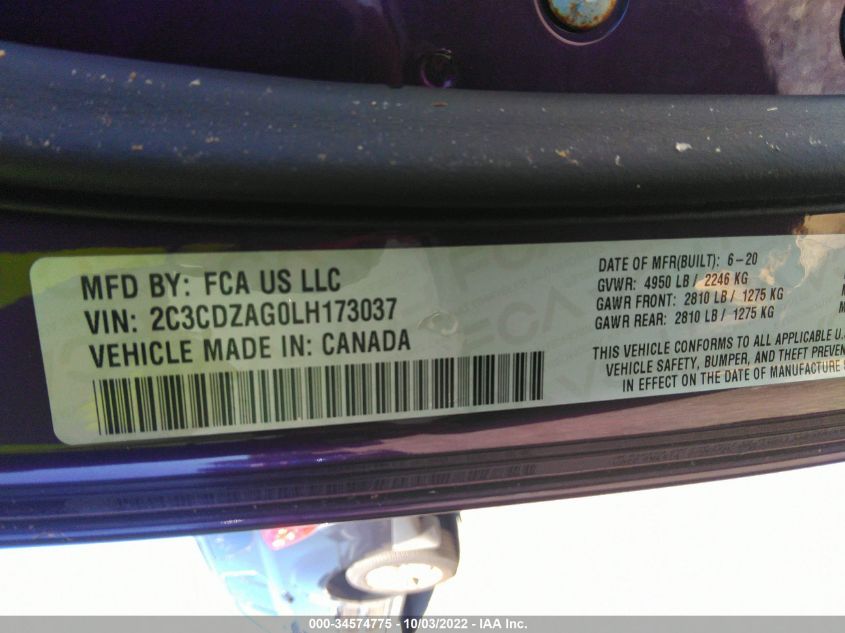 MFD BY: FCA US LLC
VIN: 2C3CDZAG0LH173037
VEHICLE MADE IN: CANADA
DATE OF MFR(BUILT): 6-20
GVWR: 4950 LB / 2246 KG
GAWR FRONT: 2810 LB / 1275 KG
GAWR REAR: 2810 LB / 1275 KG
THIS VEHICLE CONFORMS TO ALL APPLICABLE U.
VEHICLE SAFETY, BUMPER, AND THEFT PREVEN
IN EFFECT ON THE DATE OF MANUFACTURE
000-34574775 - 10/03/2022 - IAA Inc.